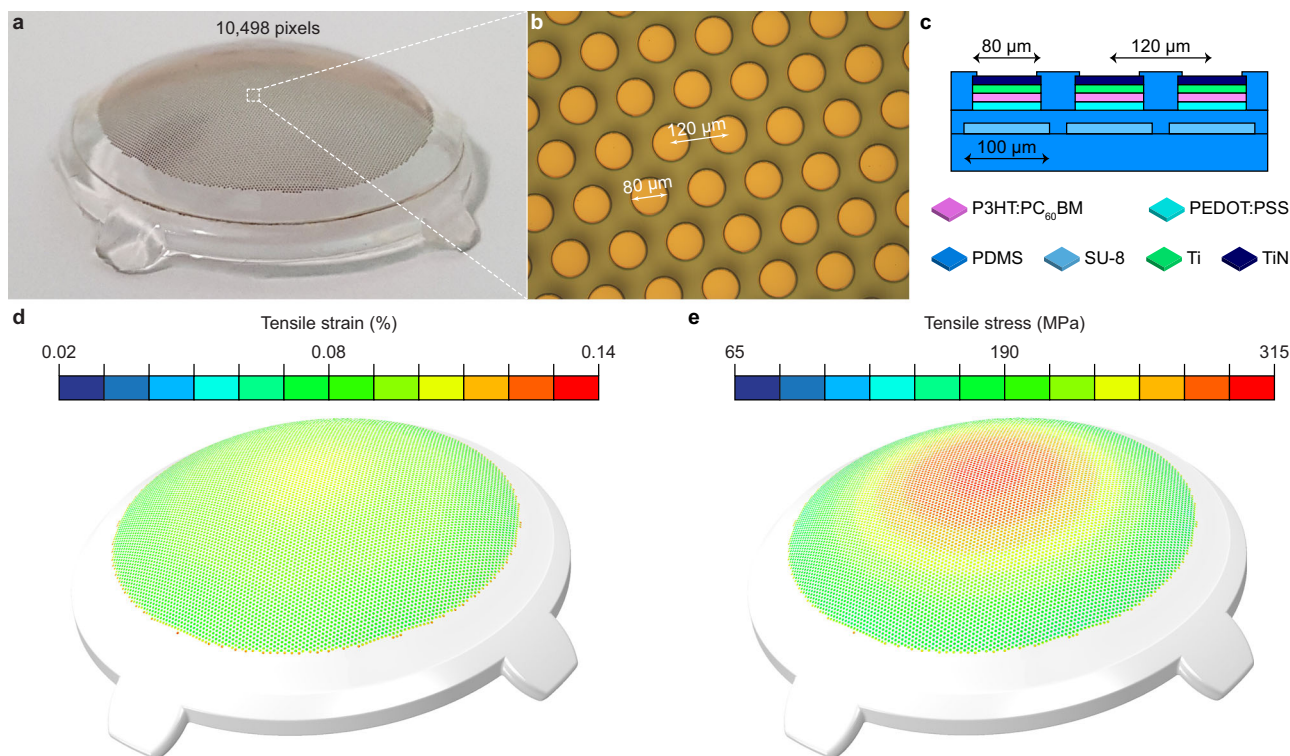 a
10,498 pixels
b
120 µm
80 µm
c
80 µm
120 µm
100 µm
P3HT:PC₆₀BM
PEDOT:PSS
PDMS
SU-8
Ti
TiN
d
Tensile strain (%)
0.02
0.08
0.14
e
Tensile stress (MPa)
65
190
315